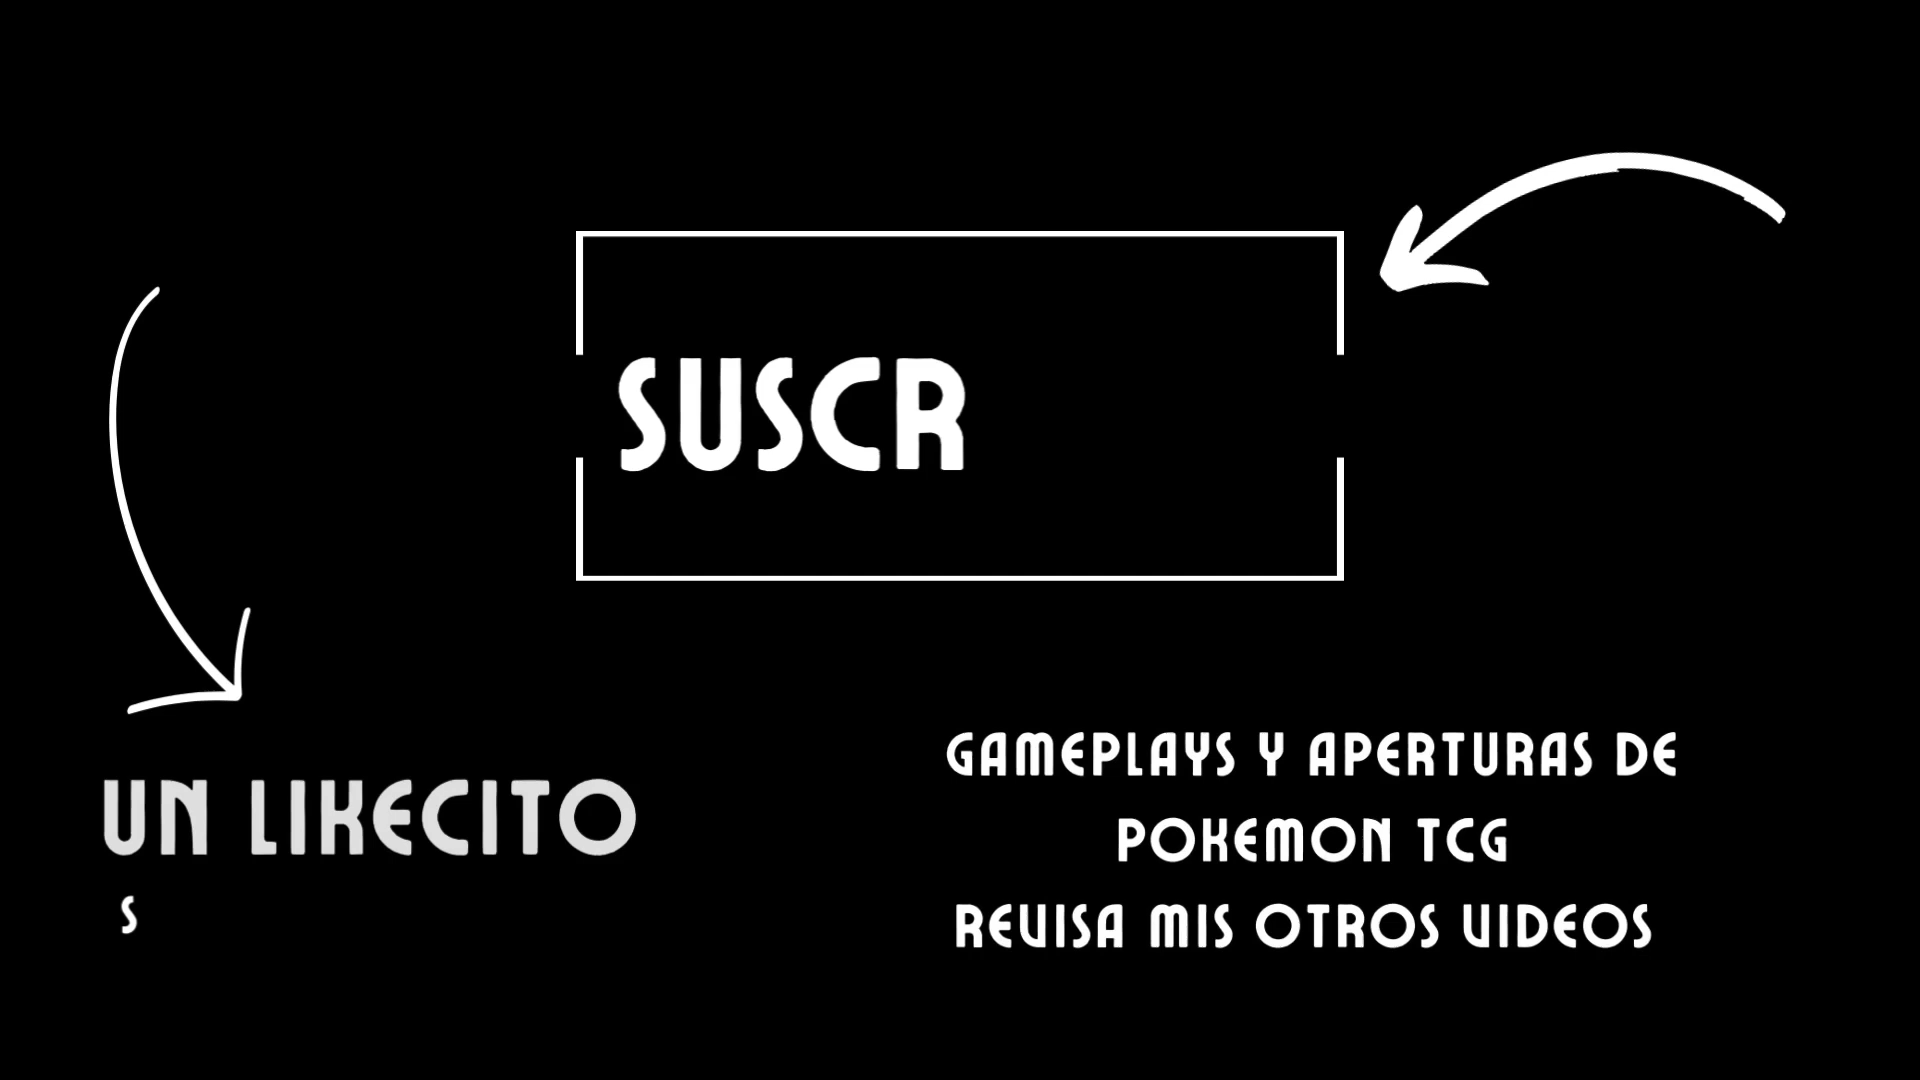 SUSCR
UN LIKECITO
S
GAMEPLAYS Y APERTURAS DE
POKEMON TCG
REVISA MIS OTROS VIDEOS